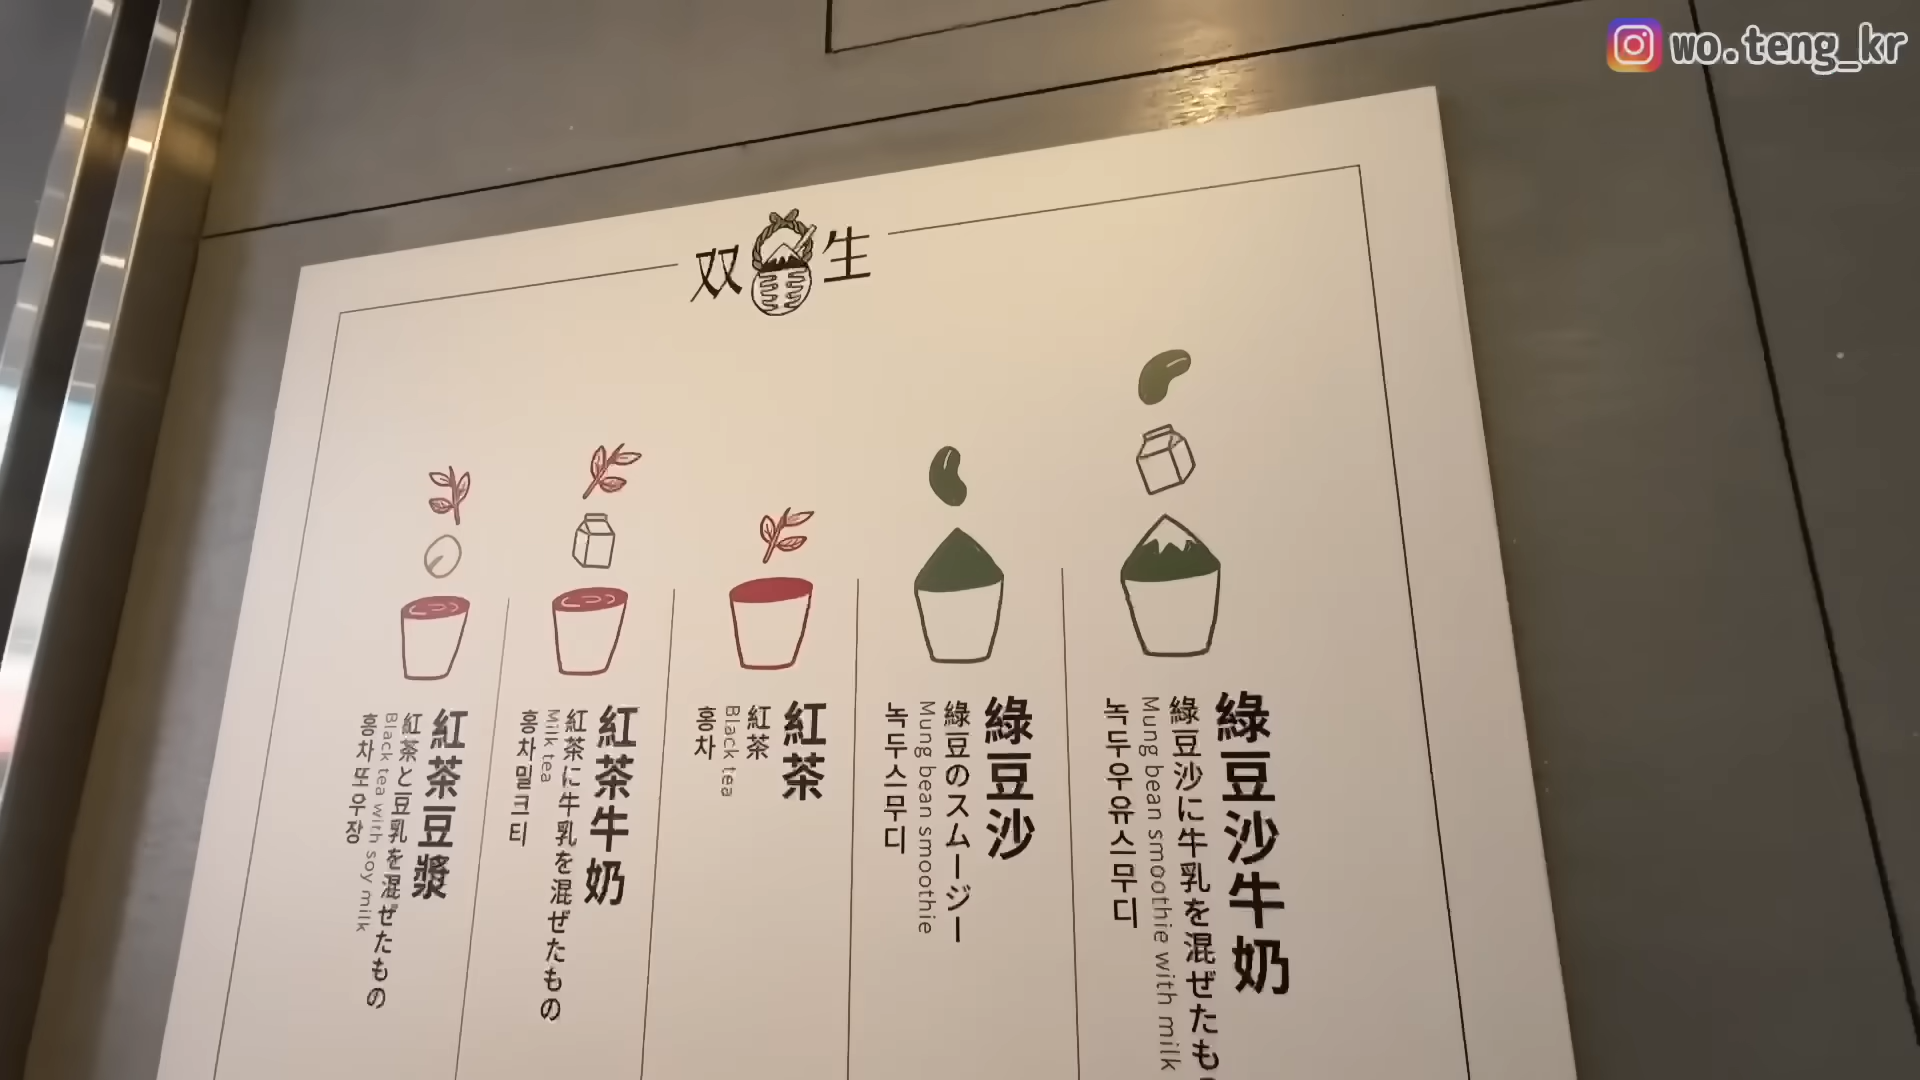 wo.teng_kr
双 生
綠豆沙牛奶
綠豆沙に牛乳を混ぜたも
Mung bean smoothie with milk
녹두우유스무디
綠豆沙
綠豆のスムージー
Mung bean smoothie
녹두스무디
紅茶
紅茶
Black tea
홍차
紅茶牛奶
紅茶に牛乳を混ぜたもの
Milk tea
홍차밀크티
紅茶豆漿
紅茶と豆乳を混ぜたもの
Black tea with soy milk
홍차또우장